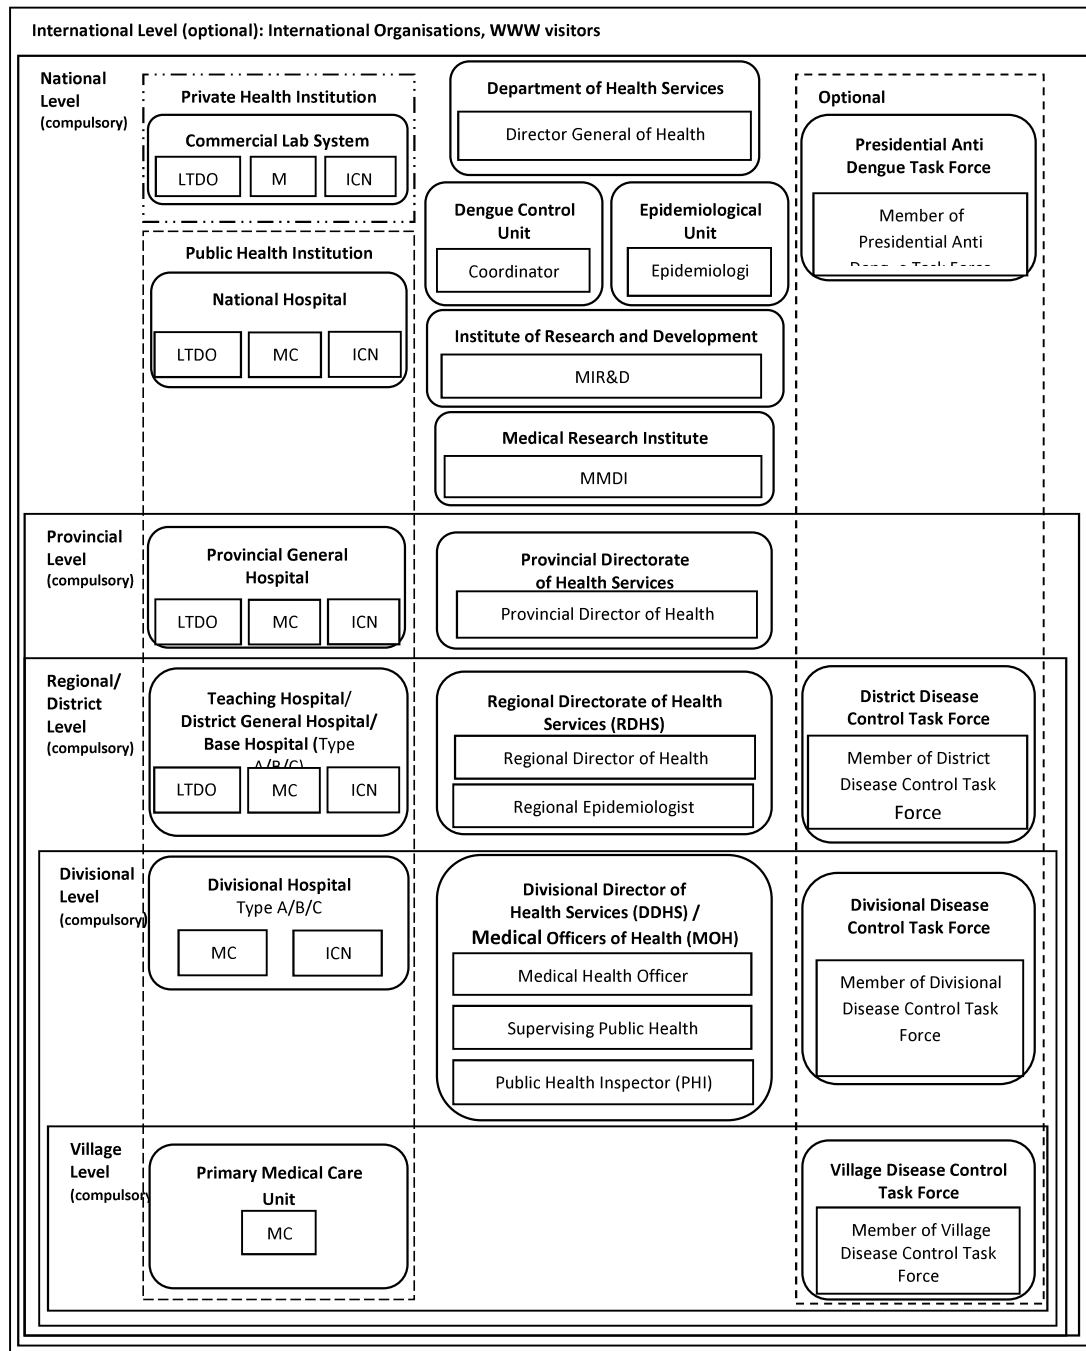 International Level (optional): International Organisations, WWW visitors
National
Level
(compulsory)
Private Health Institution
Commercial Lab System
LTDO
M
ICN
Public Health Institution
National Hospital
LTDO
MC
ICN
Department of Health Services
Director General of Health
Dengue Control
Unit
Coordinator
Epidemiological
Unit
Epidemiologi
Institute of Research and Development
MIR&D
Medical Research Institute
MMDI
Optional
Presidential Anti
Dengue Task Force
Member of
Presidential Anti
Dengue Task Force
Provincial
Level
(compulsory)
Provincial General
Hospital
LTDO
MC
ICN
Provincial Directorate
of Health Services
Provincial Director of Health
Regional/
District
Level
(compulsory)
Teaching Hospital/
District General Hospital/
Base Hospital (Type
A/B/C)
LTDO
MC
ICN
Regional Directorate of Health
Services (RDHS)
Regional Director of Health
Regional Epidemiologist
District Disease
Control Task Force
Member of District
Disease Control Task
Force
Divisional
Level
(compulsory)
Divisional Hospital
Type A/B/C
MC
ICN
Divisional Director of
Health Services (DDHS) /
Medical Officers of Health (MOH)
Medical Health Officer
Supervising Public Health
Public Health Inspector (PHI)
Divisional Disease
Control Task Force
Member of Divisional
Disease Control Task
Force
Village
Level
(compulsory
Primary Medical Care
Unit
MC
Village Disease Control
Task Force
Member of Village
Disease Control Task
Force